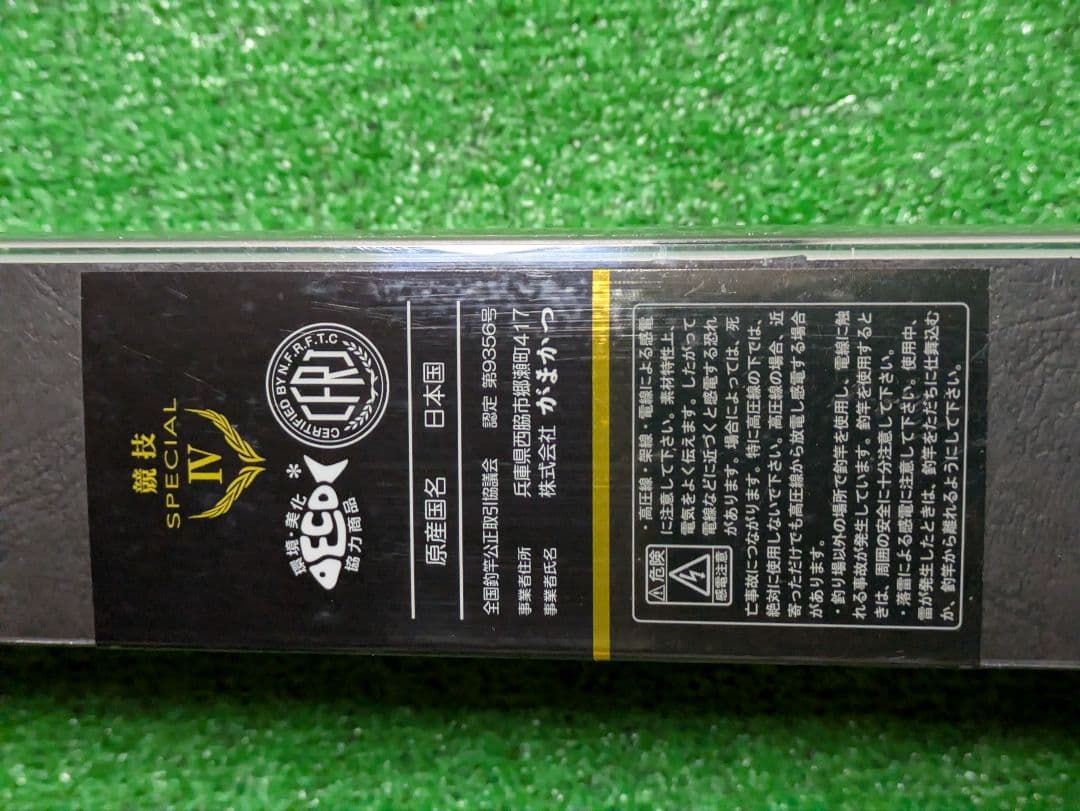 競技
SPECIAL
IV
環境・美化
ECO
協力商品
CERTIFIED BY N.F.R.F.T.C
CFRI
原産国名 日本国
全国釣竿公正取引協議会 認定 第9356号
事業者住所 兵庫県西脇市郷瀬町417
事業者氏名 株式会社 がまかつ
危険
感電注意
・高圧線・架線・電線による感電
に注意して下さい。素材特性上、
電気をよく伝えます。したがって
電線などに近づくと感電する恐れ
があります。場合によっては、死
亡事故につながります。特に高圧線の下では、
絶対に使用しないで下さい。高圧線の場合、近
寄っただけでも高圧線から放電し感電する場合
があります。
・釣り場以外の場所で釣竿を使用し、電線に触
れる事故が発生しています。釣竿を使用すると
きは、周囲の安全に十分注意して下さい。
・落雷による感電に注意して下さい。使用中、
雷が発生したときは、釣竿をただちに仕舞込む
か、釣竿から離れるようにして下さい。